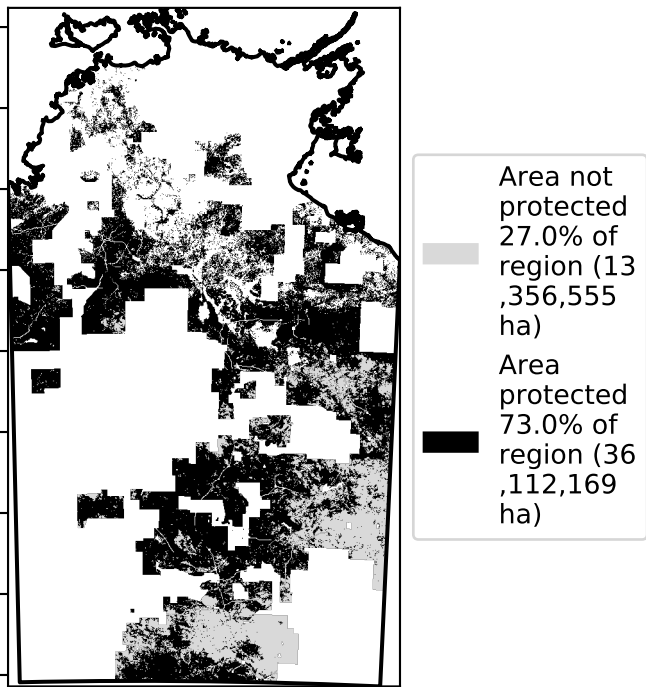 Area not
protected
27.0% of
region (13
,356,555
ha)
Area
protected
73.0% of
region (36
,112,169
ha)